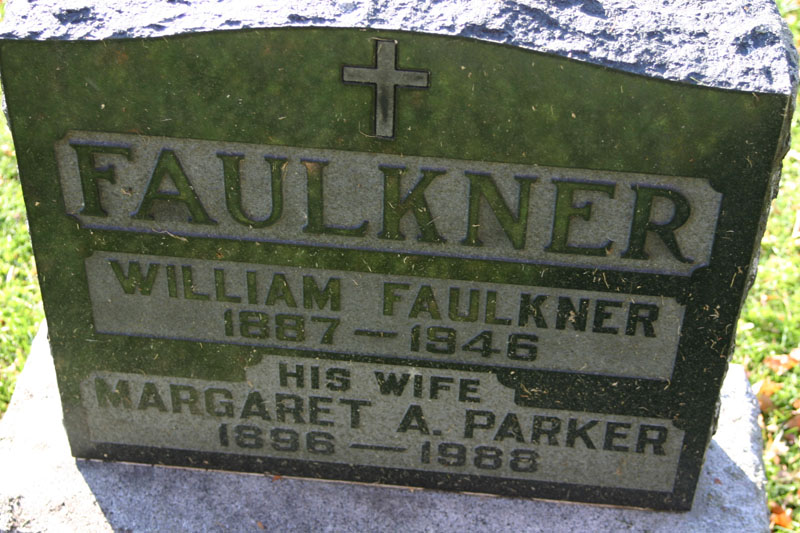 FAULKNER
WILLIAM FAULKNER
1887 — 1946
HIS WIFE
MARGARET A. PARKER
1896 — 1988